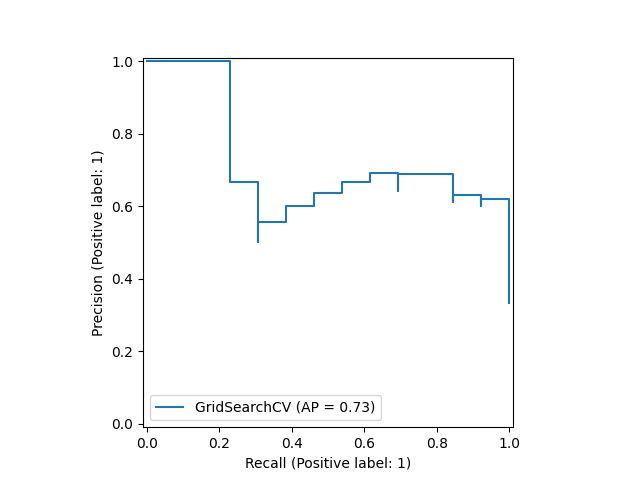 1.0
0.8
0.6
0.4
0.2
0.0
Precision (Positive label: 1)
GridSearchCV (AP = 0.73)
0.0 0.2 0.4 0.6 0.8 1.0
Recall (Positive label: 1)